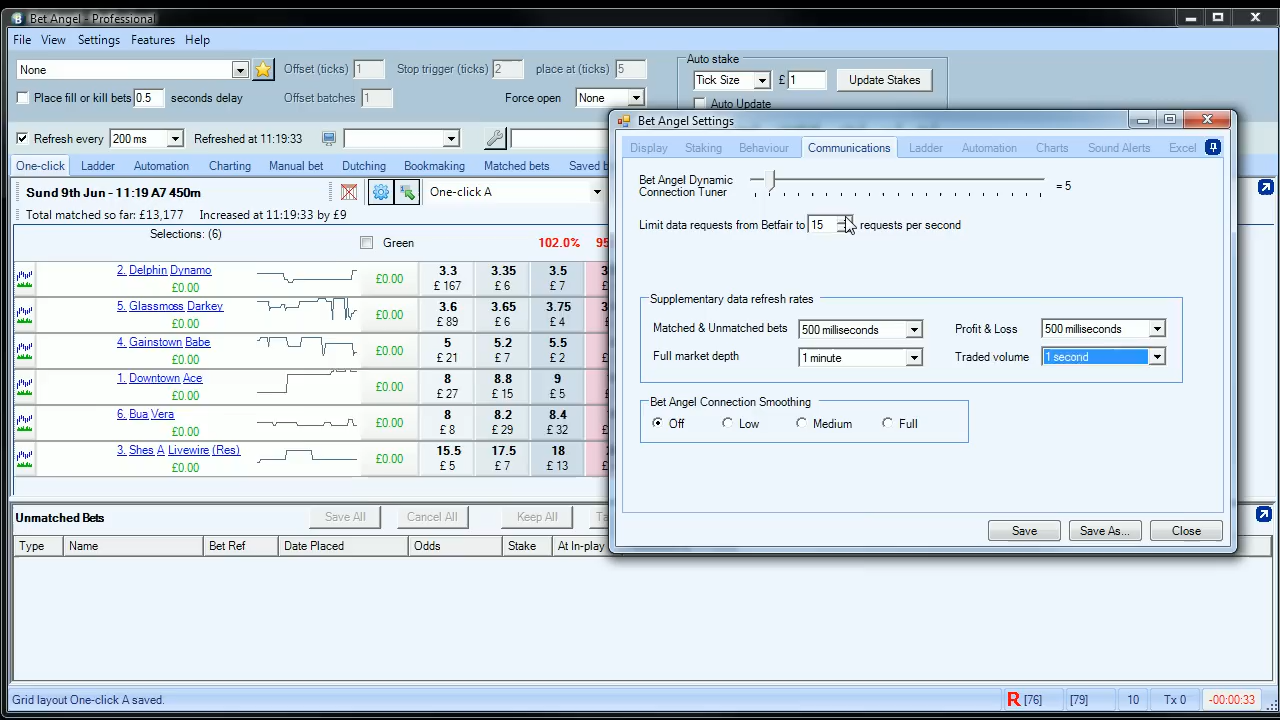 Bet Angel - Professional
File View Settings Features Help
None Offset (ticks) 1 Stop trigger (ticks) 2 place at (ticks) 5
Auto stake
Tick Size £ 1 Update Stakes
Place fill or kill bets 0.5 seconds delay Offset batches 1 Force open None
Auto Update
Refresh every 200 ms Refreshed at 11:19:33
One-click Ladder Automation Charting Manual bet Dutching Bookmaking Matched bets Saved b
Sund 9th Jun - 11:19 A7 450m
One-click A
Total matched so far: £13,177 Increased at 11:19:33 by £9
Selections: (6) Green 102.0% 95
2. Delphin Dynamo £0.00 3.3 3.35 3.5 3
£0.00 £ 167 £ 6 £ 7 £
5. Glassmoss Darkey £0.00 3.6 3.65 3.75 3
£0.00 £ 89 £ 6 £ 4 £
4. Gainstown Babe £0.00 5 5.2 5.5
£0.00 £ 21 £ 7 £ 2
1. Downtown Ace £0.00 8 8.8 9
£0.00 £ 27 £ 15 £ 5
6. Bua Vera £0.00 8 8.2 8.4
£0.00 £ 8 £ 29 £ 32
3. Shes A Livewire (Res) £0.00 15.5 17.5 18
£0.00 £ 5 £ 7 £ 13
Unmatched Bets Save All Cancel All Keep All Ta
Type Name Bet Ref Date Placed Odds Stake At In-play
Grid layout One-click A saved.
R [76] [79] 10 Tx 0 -00:00:33
Bet Angel Settings
Display Staking Behaviour Communications Ladder Automation Charts Sound Alerts Excel
Bet Angel Dynamic
Connection Tuner
= 5
Limit data requests from Betfair to 15 requests per second
Supplementary data refresh rates
Matched & Unmatched bets 500 milliseconds Profit & Loss 500 milliseconds
Full market depth 1 minute Traded volume 1 second
Bet Angel Connection Smoothing
Off Low Medium Full
Save Save As... Close